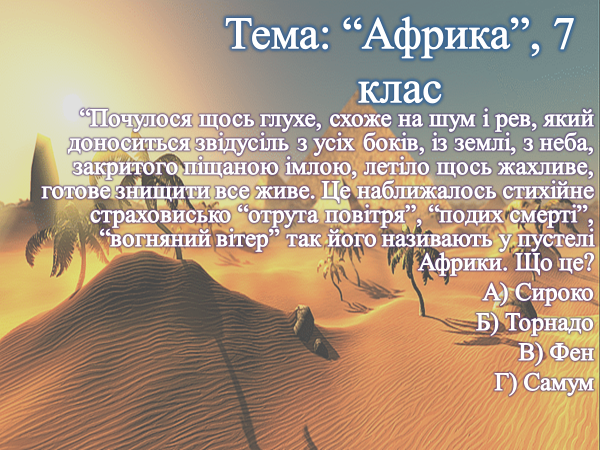 Тема: “Африка”, 7
клас
“Почулося щось глухе, схоже на шум і рев, який
доноситься звідусіль з усіх боків, із землі, з неба,
закритого піщаною імлою, летіло щось жахливе,
готове знищити все живе. Це наближалось стихійне
страховисько “отрута повітря”, “подих смерті”,
“вогняний вітер” так його називають у пустелі
Африки. Що це?
А) Сироко
Б) Торнадо
В) Фен
Г) Самум